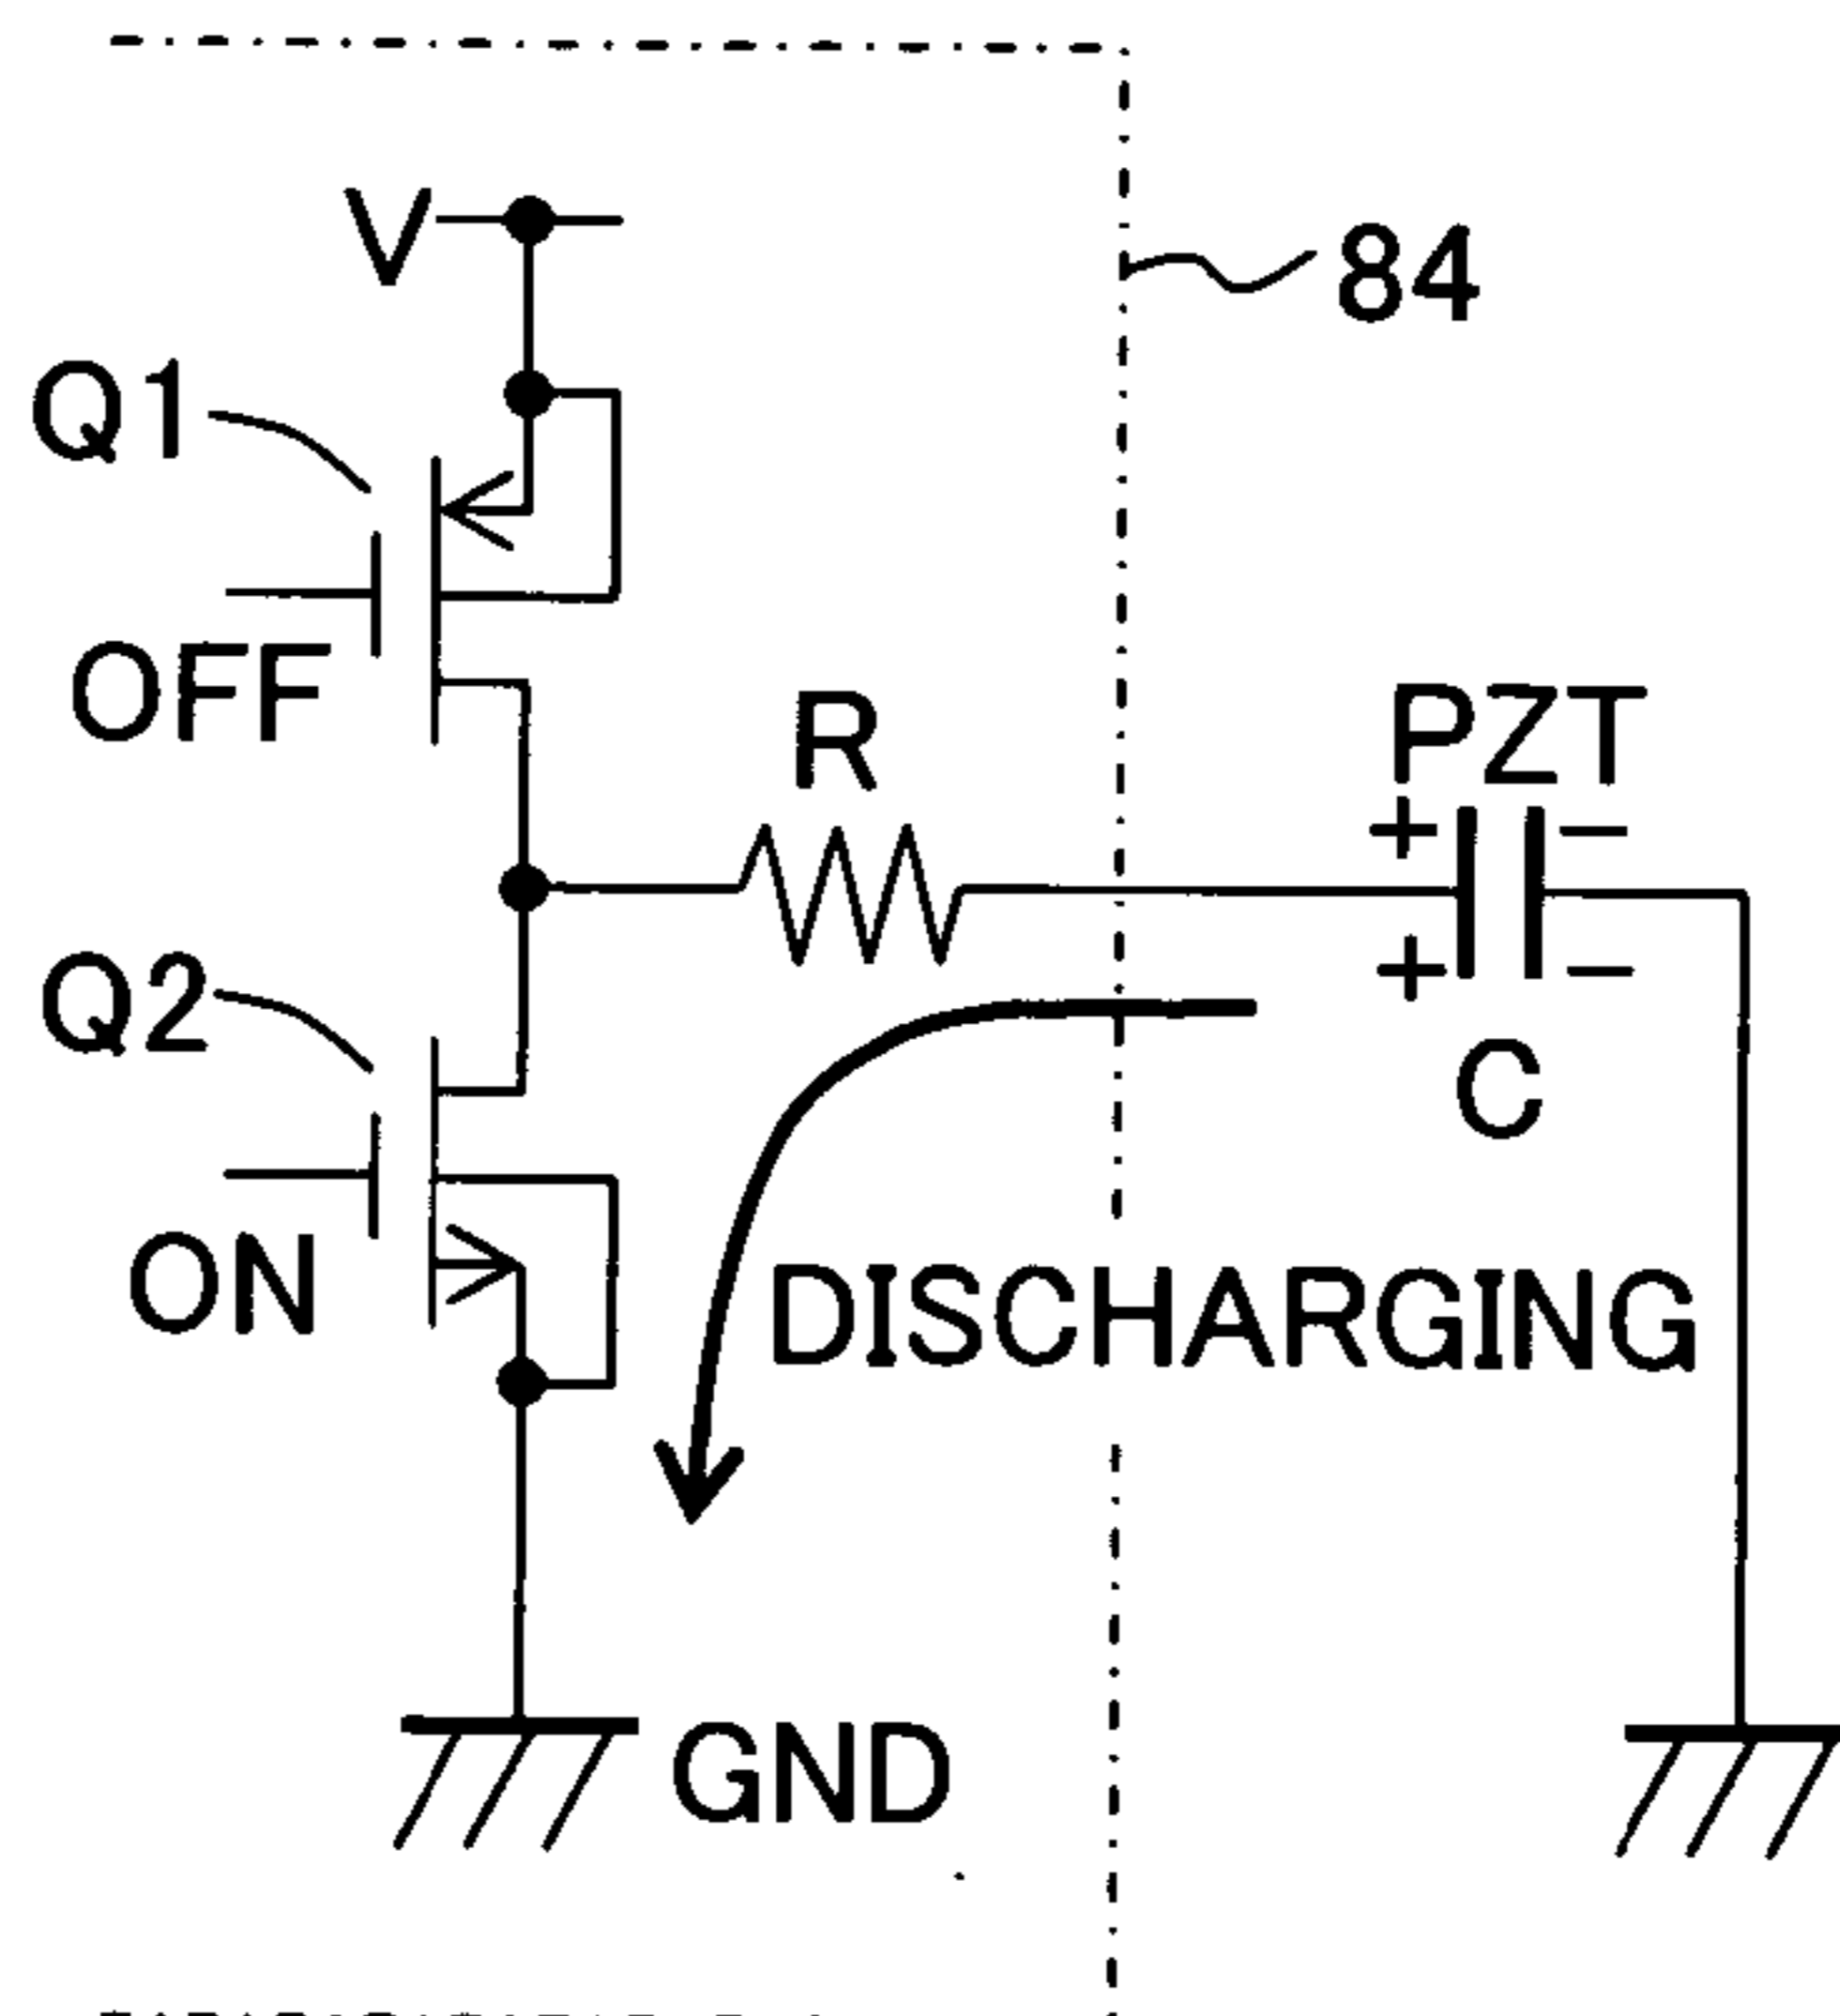 V
84
Q1
OFF
R
PZT
+ −
Q2
+ −
C
ON
DISCHARGING
GND